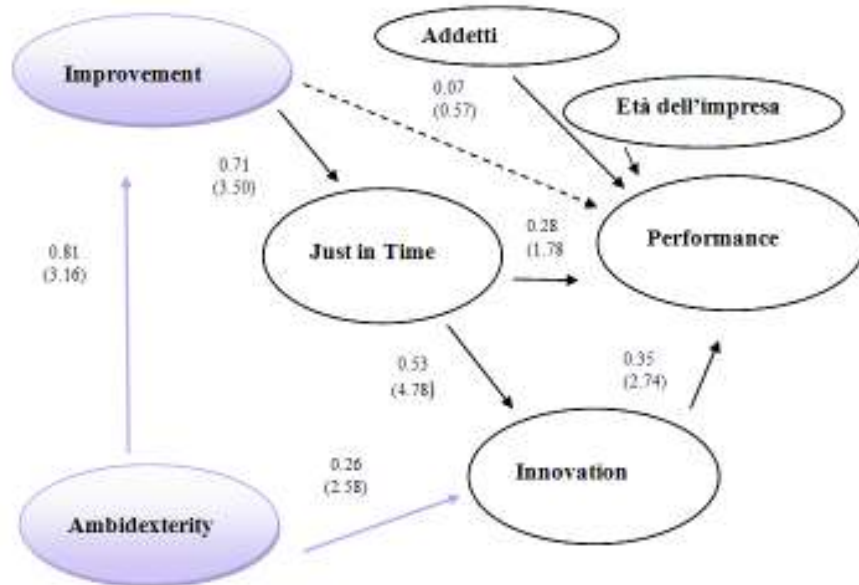 Addetti
Improvement
0.07
(0.57)
Età dell'impresa
0.71
(3.50)
0.28
(1.78
Performance
Just in Time
0.81
(3.16)
0.53
(4.78)
0.35
(2.74)
0.26
(2.58)
Innovation
Ambidexterity